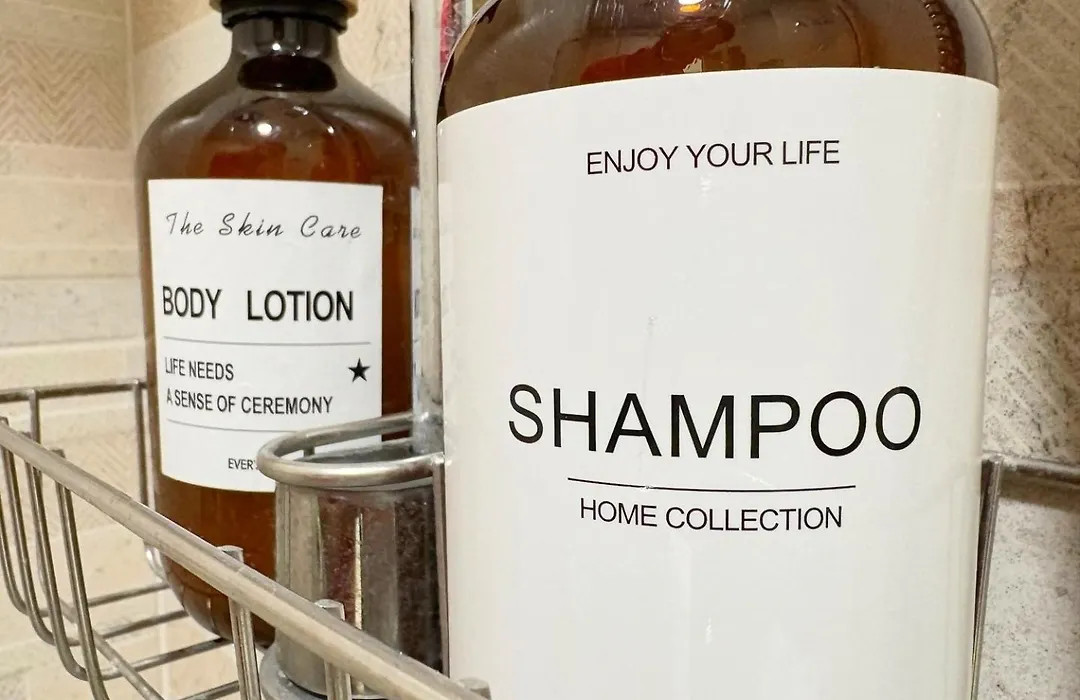 The Skin Care
BODY LOTION
LIFE NEEDS
A SENSE OF CEREMONY
ENJOY YOUR LIFE
SHAMPOO
HOME COLLECTION